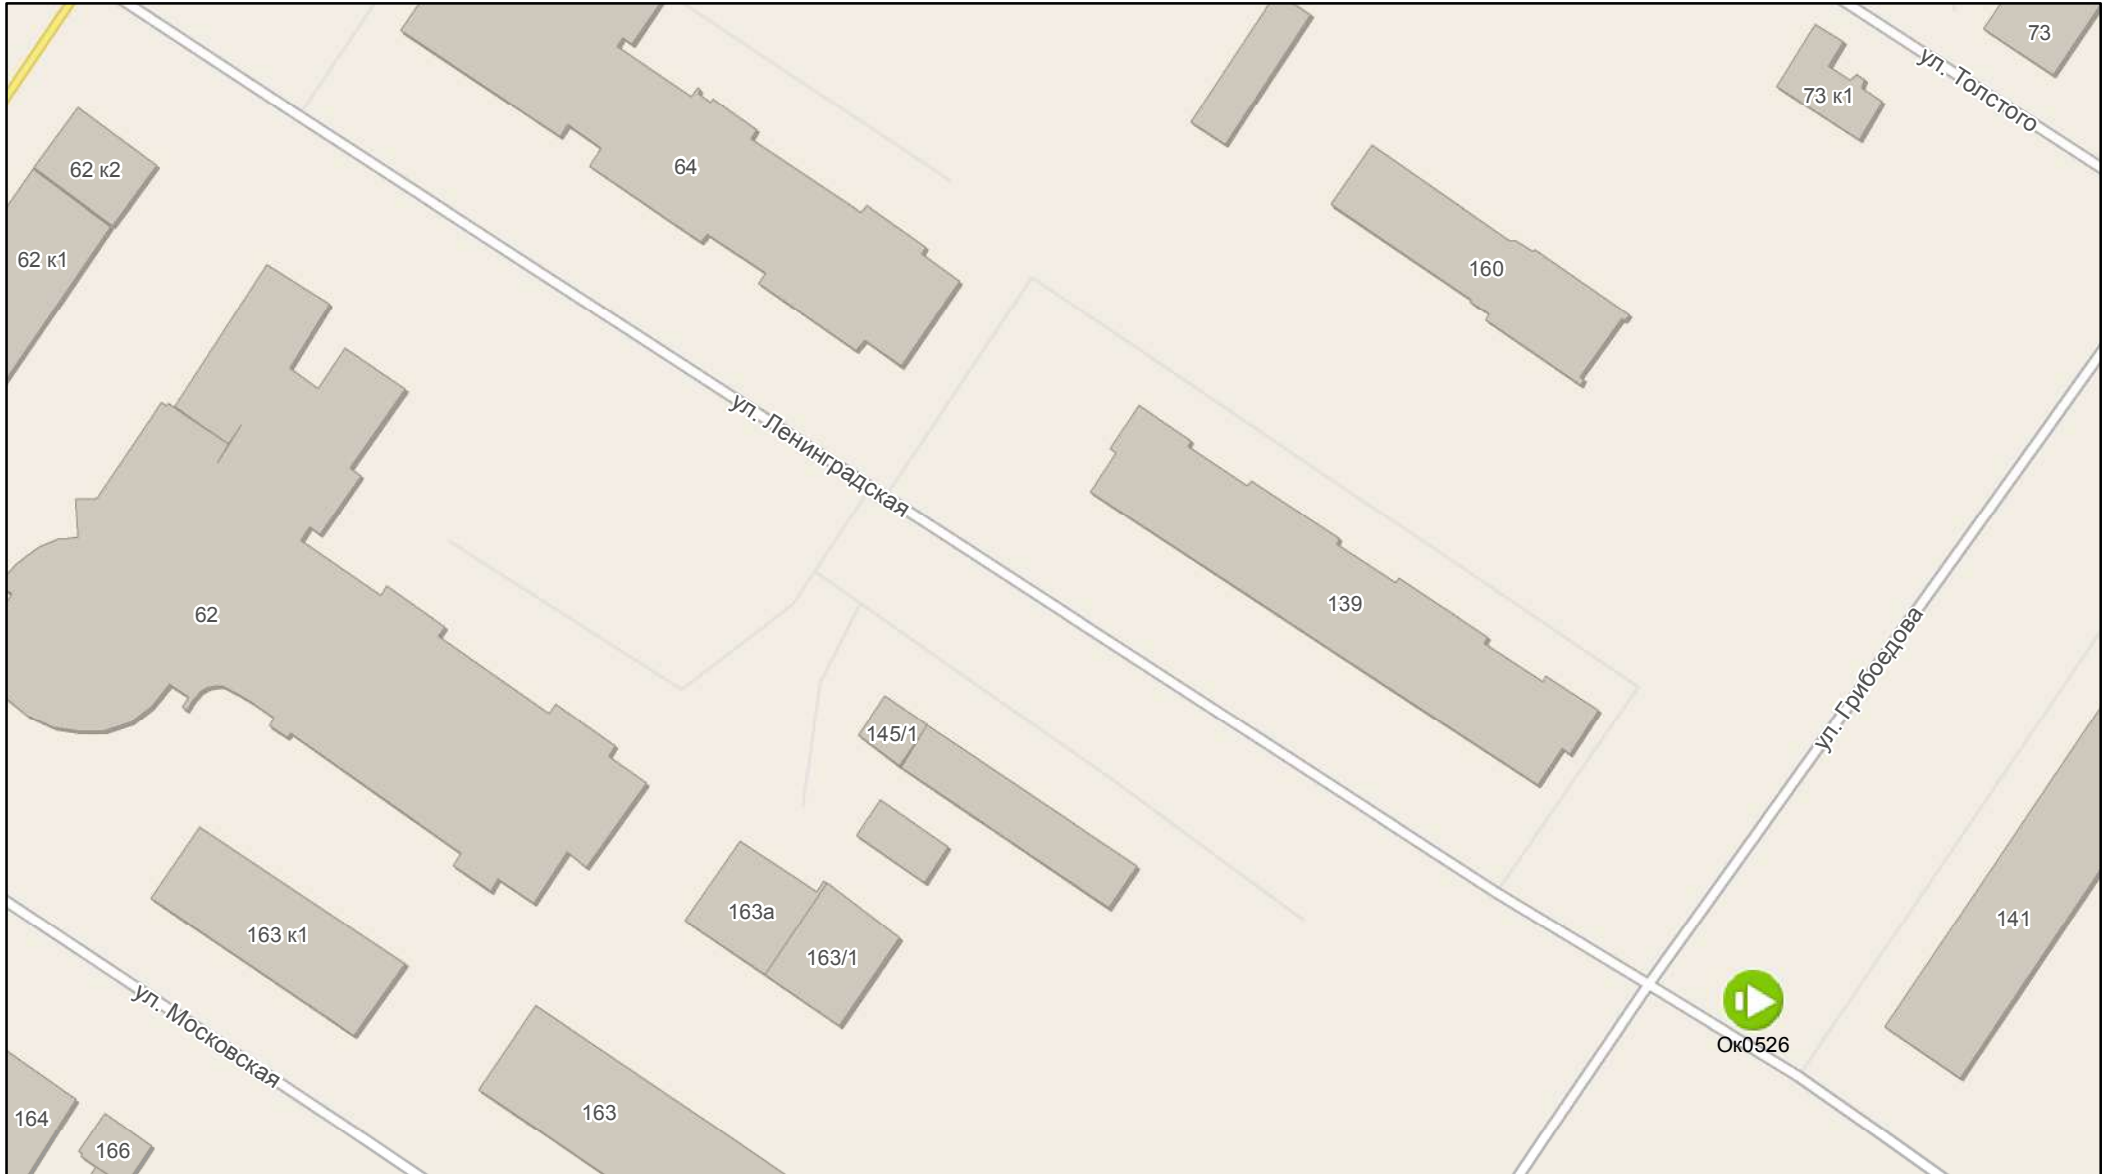 73
ул. Толстого
73 к1
62 к2
64
62 к1
160
ул. Ленинградская
139
62
ул. Грибоедова
145/1
163а
141
163 к1
163/1
ул. Московская
Ок0526
163
164
166